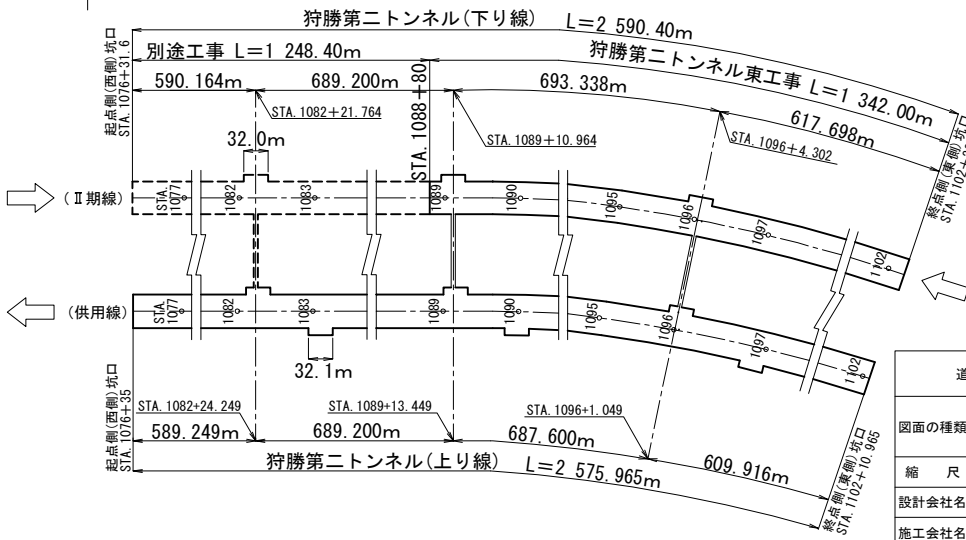 狩勝第二トンネル(下り線) L=2 590.40m
別途工事 L=1 248.40m
狩勝第二トンネル東工事 L=1 342.00m
590.164m
689.200m
693.338m
617.698m
起点側(西側)坑口
STA.1076+31.6
STA.1082+21.764
STA.1088+80
STA.1089+10.964
STA.1096+4.302
終点側(東側)坑口
32.0m
(Ⅱ期線)
STA.
1077
1082
1083
1089
1090
1095
1096
1097
1102
(供用線)
STA.
1077
1082
1083
1089
1090
1095
1096
1097
1102
32.1m
起点側(西側)坑口
STA.1076+35
STA.1082+24.249
STA.1089+13.449
STA.1096+1.049
589.249m
689.200m
687.600m
609.916m
狩勝第二トンネル(上り線) L=2 575.965m
終点側(東側)坑口
STA.1102+10.965
道
図面の種類
縮 尺
設計会社名
施工会社名